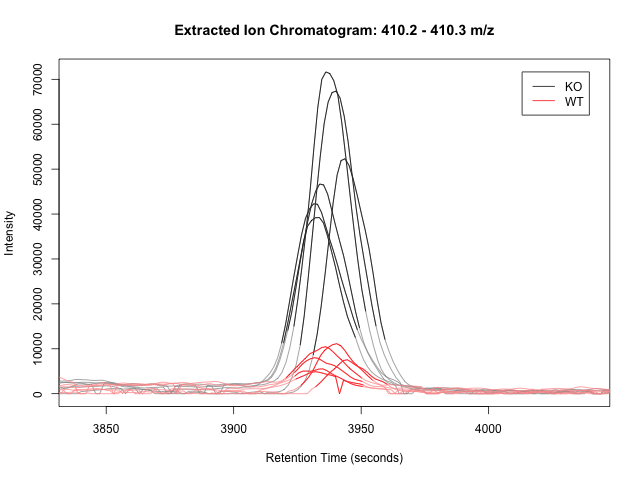 Extracted Ion Chromatogram: 410.2 - 410.3 m/z
KO
WT
Intensity
70000
60000
50000
40000
30000
20000
10000
0
3850
3900
3950
4000
Retention Time (seconds)